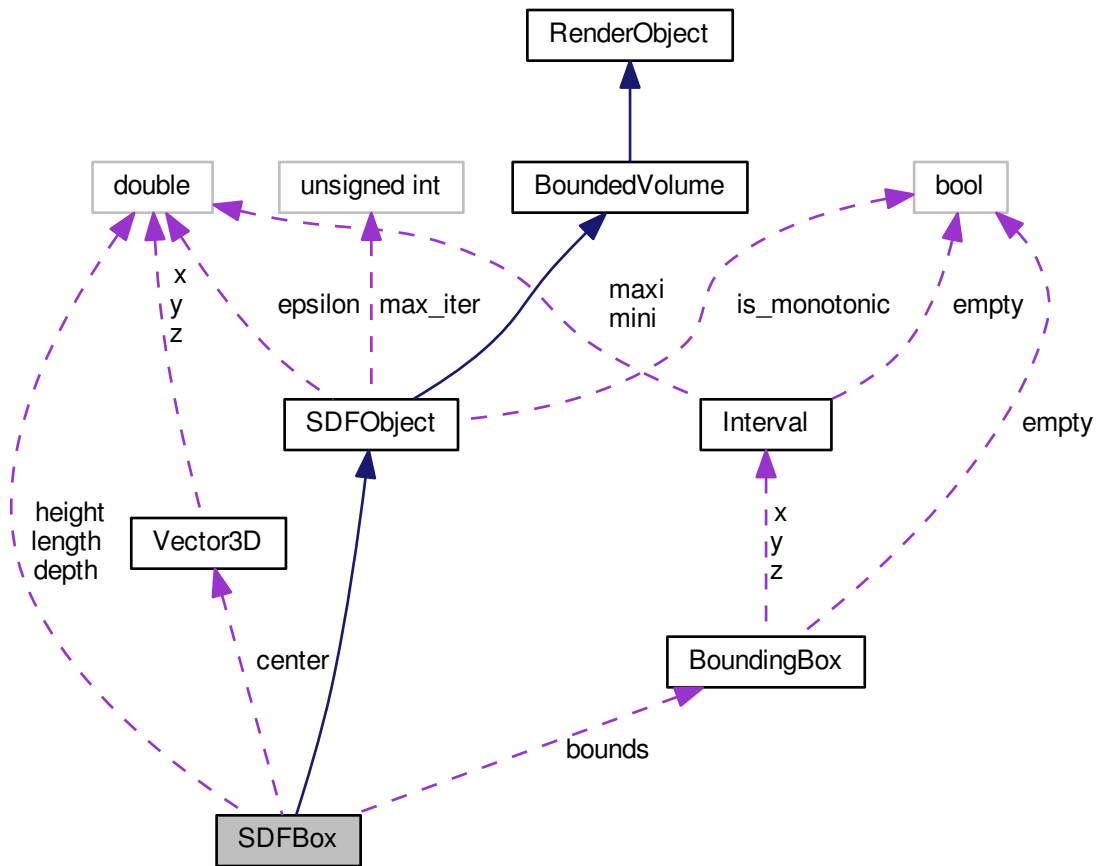 RenderObject
double
unsigned int
BoundedVolume
bool
x
y
z
epsilon
max_iter
maxi
mini
is_monotonic
empty
SDFObject
Interval
empty
height
length
depth
Vector3D
x
y
z
center
BoundingBox
bounds
SDFBox